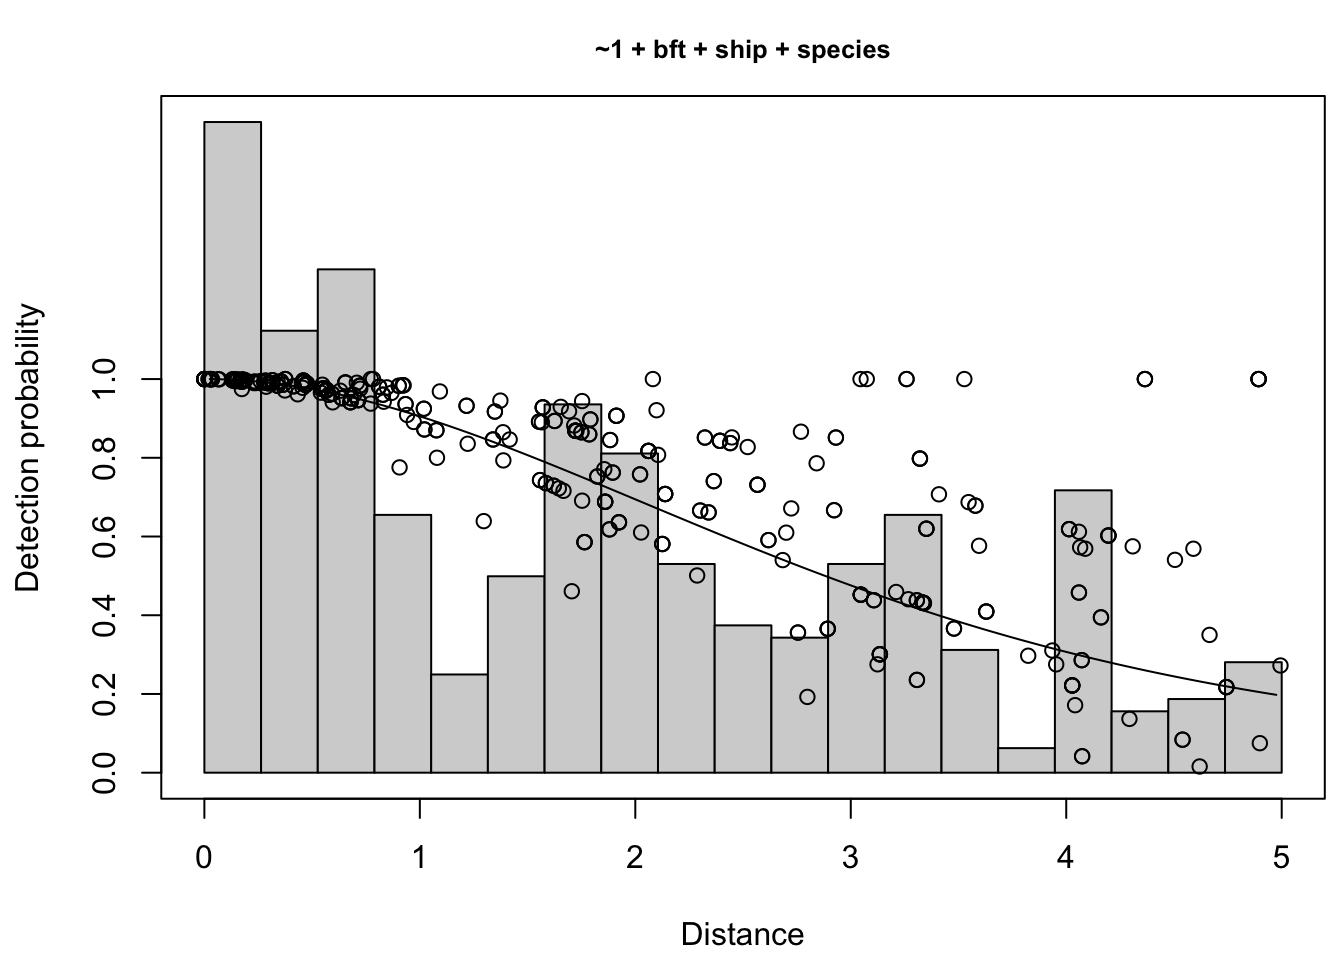 ~1 + bft + ship + species
Detection probability
1.0
0.8
0.6
0.4
0.2
0.0
0 1 2 3 4 5
Distance